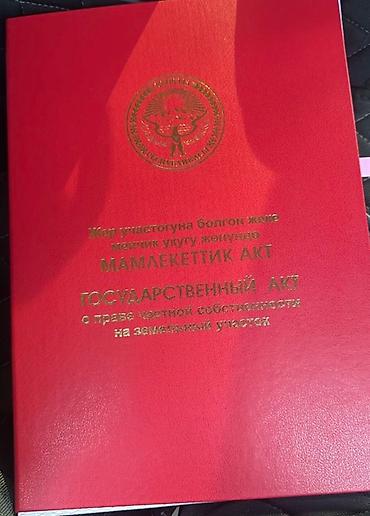 Жер участогуна болгон жеке
менчик укугу жөнүндө
МАМЛЕКЕТТИК АКТ
ГОСУДАРСТВЕННЫЙ АКТ
о праве частной собственности
на земельный участок